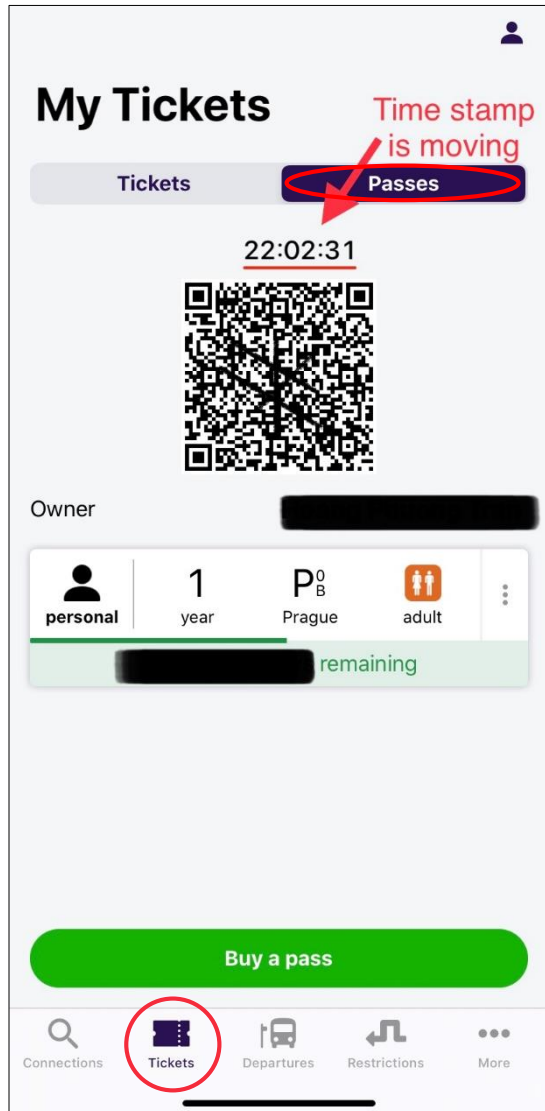 My Tickets
Time stamp
is moving
Tickets
Passes
22:02:31
Owner
personal
1
year
P 0 B
Prague
adult
remaining
Buy a pass
Connections
Tickets
Departures
Restrictions
More